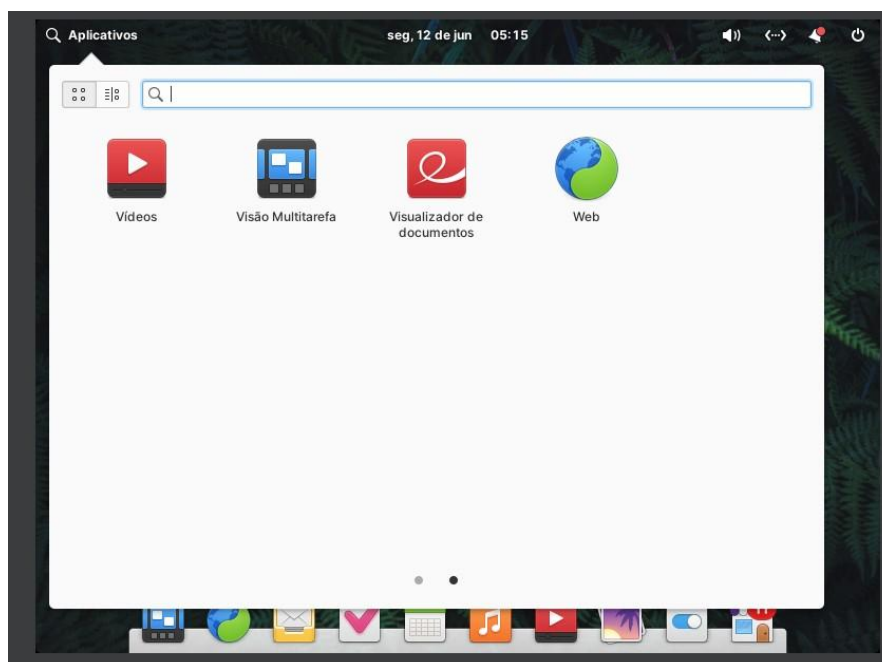 Aplicativos seg, 12 de jun 05:15
Vídeos Visão Multitarefa Visualizador de documentos Web